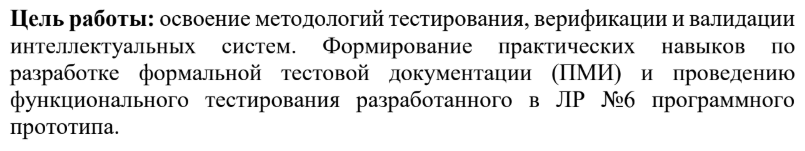 Цель работы: освоение методологий тестирования, верификации и валидации
интеллектуальных систем. Формирование практических навыков по
разработке формальной тестовой документации (ПМИ) и проведению
функционального тестирования разработанного в ЛР №6 программного
прототипа.